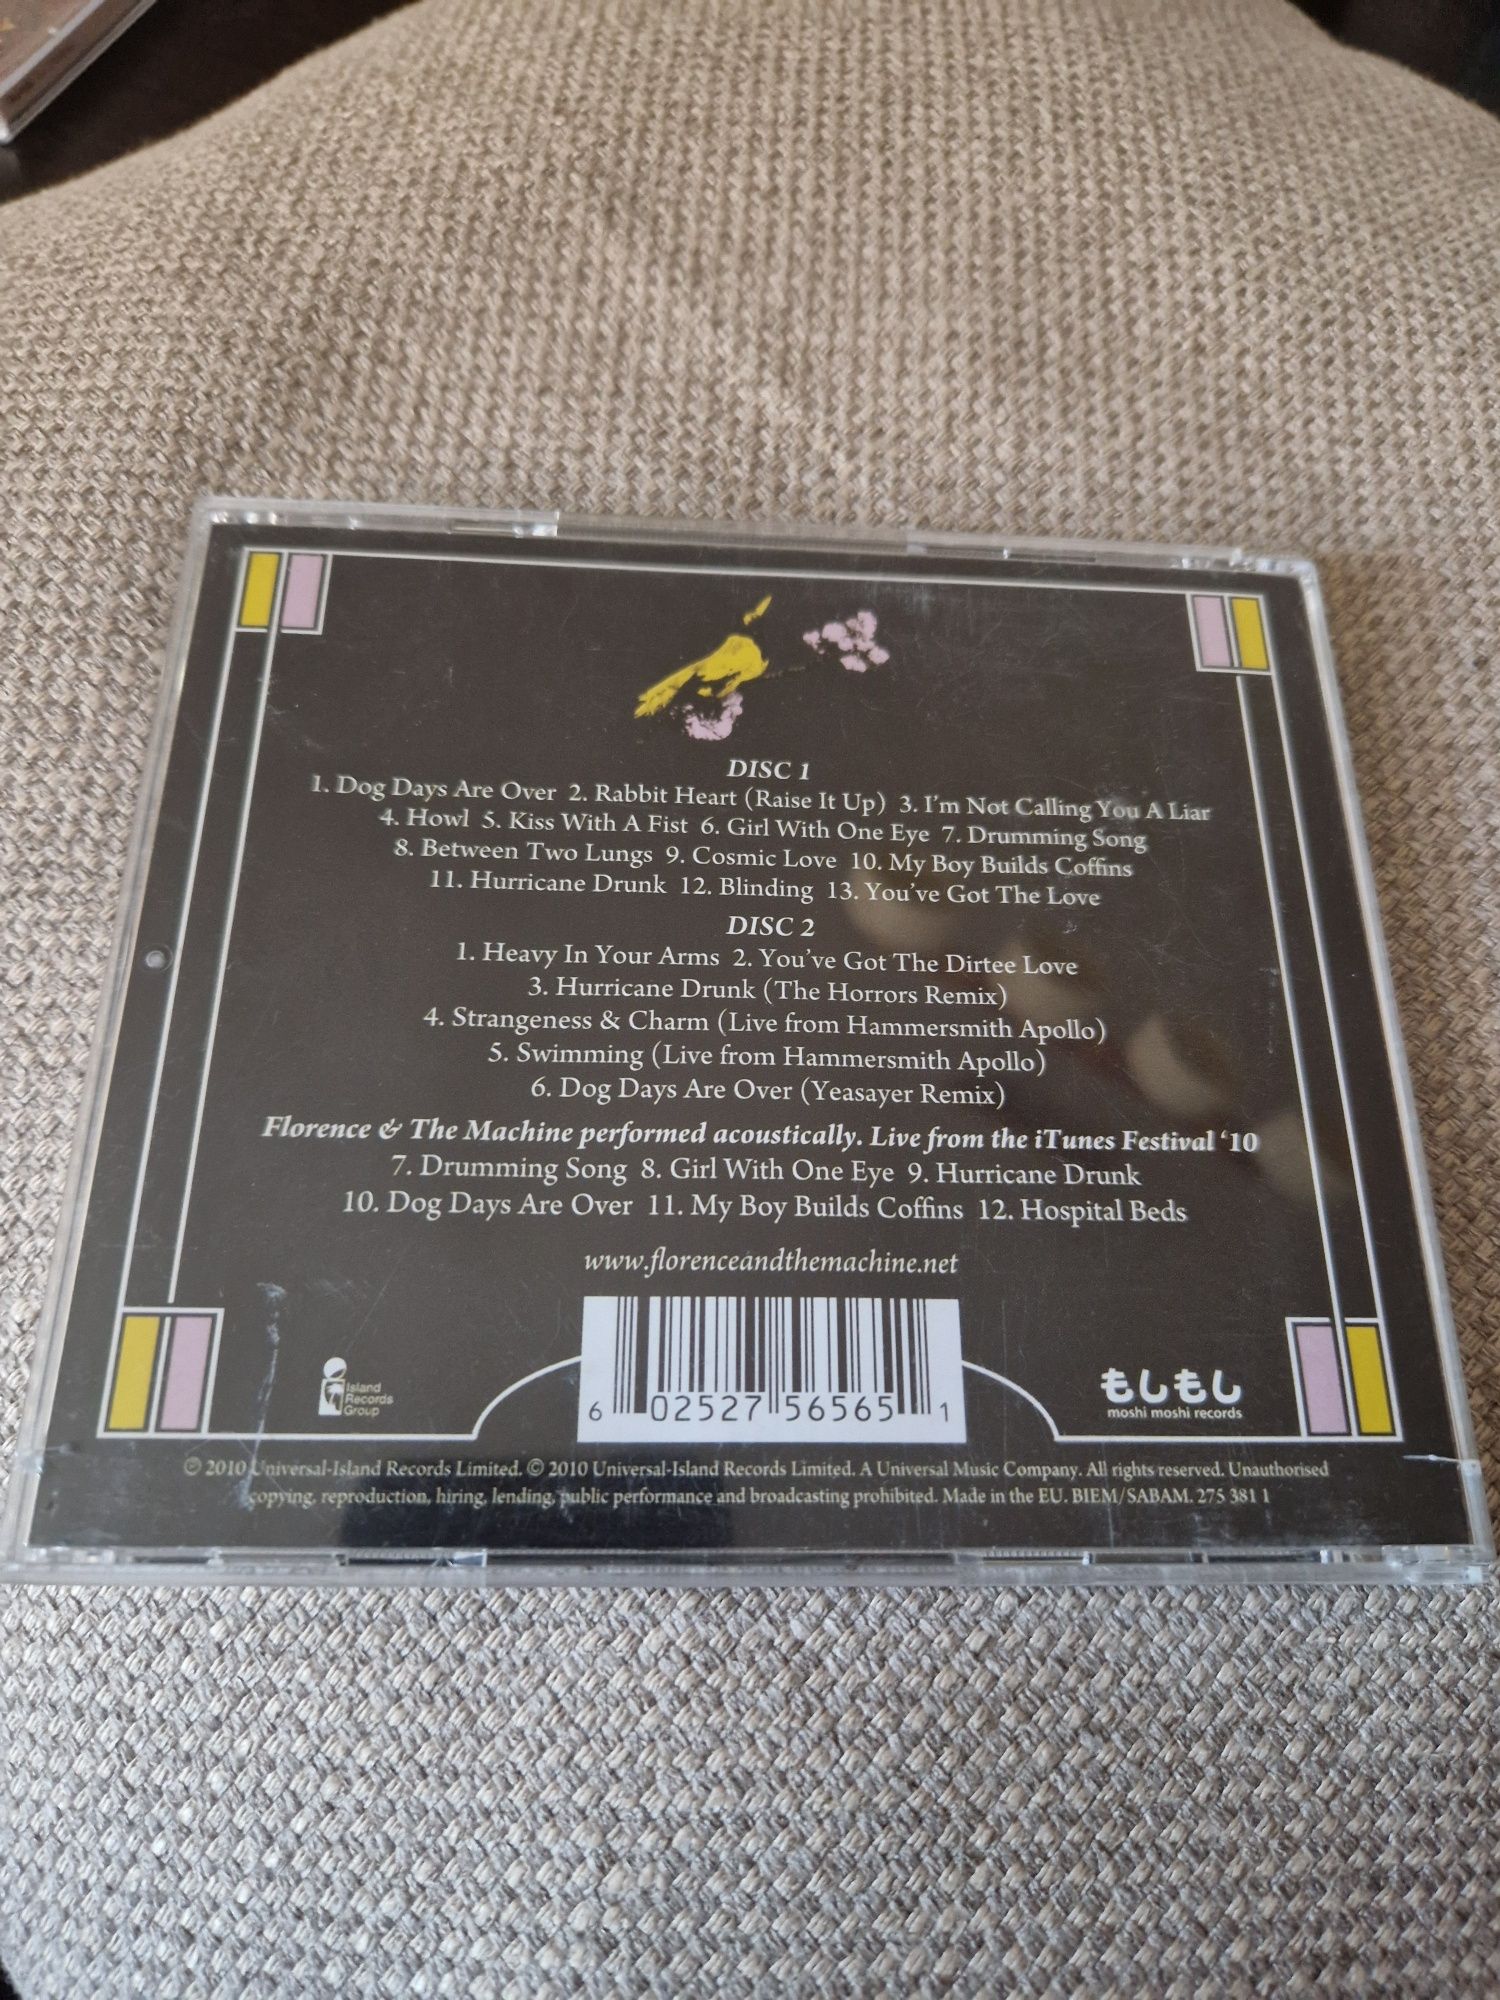 DISC 1
1. Dog Days Are Over 2. Rabbit Heart (Raise It Up) 3. I'm Not Calling You A Liar
4. Howl 5. Kiss With A Fist 6. Girl With One Eye 7. Drumming Song
8. Between Two Lungs 9. Cosmic Love 10. My Boy Builds Coffins
11. Hurricane Drunk 12. Blinding 13. You've Got The Love
DISC 2
1. Heavy In Your Arms 2. You've Got The Dirtee Love
3. Hurricane Drunk (The Horrors Remix)
4. Strangeness & Charm (Live from Hammersmith Apollo)
5. Swimming (Live from Hammersmith Apollo)
6. Dog Days Are Over (Yeasayer Remix)
Florence & The Machine performed acoustically. Live from the iTunes Festival '10
7. Drumming Song 8. Girl With One Eye 9. Hurricane Drunk
10. Dog Days Are Over 11. My Boy Builds Coffins 12. Hospital Beds
www.florenceandthemachine.net
Island
Records
Group
6 02527 56565 1
もしもし
moshi moshi records
℗ 2010 Universal-Island Records Limited. © 2010 Universal-Island Records Limited. A Universal Music Company. All rights reserved. Unauthorised
copying, reproduction, hiring, lending, public performance and broadcasting prohibited. Made in the EU. BIEM/SABAM. 275 381 1